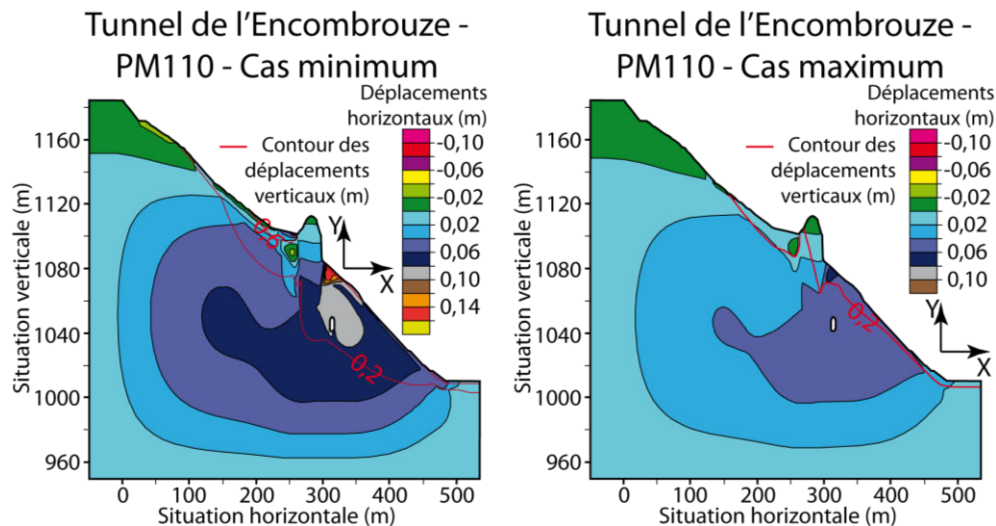 Tunnel de l'Encombrouze -
PM110 - Cas minimum
Déplacements
horizontaux (m)
-0,10
-0,06
-0,02
0,02
0,06
0,10
0,14
Contour des
déplacements
verticaux (m)
Situation verticale (m)
1160
1120
1080
1040
1000
960
0,2
Y
X
0 100 200 300 400 500
Situation horizontale (m)
Tunnel de l'Encombrouze -
PM110 - Cas maximum
Déplacements
horizontaux (m)
-0,10
-0,06
-0,02
0,02
0,06
0,10
Contour des
déplacements
verticaux (m)
Situation verticale (m)
1160
1120
1080
1040
1000
960
0,2
Y
X
0 100 200 300 400 500
Situation horizontale (m)